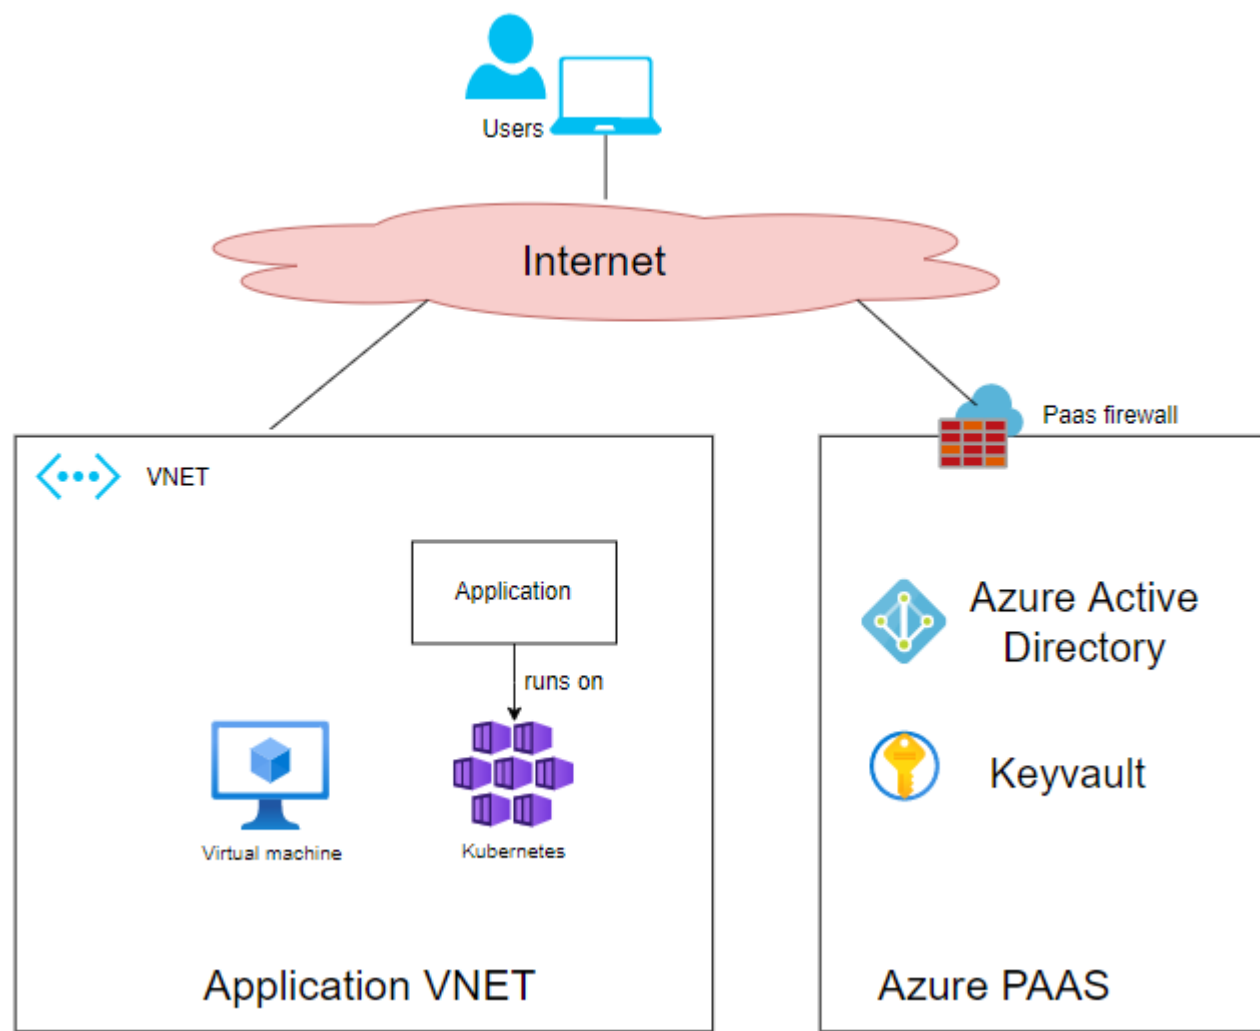 Users
Internet
Paas firewall
VNET
Application
runs on
Virtual machine
Kubernetes
Application VNET
Azure Active
Directory
Keyvault
Azure PAAS